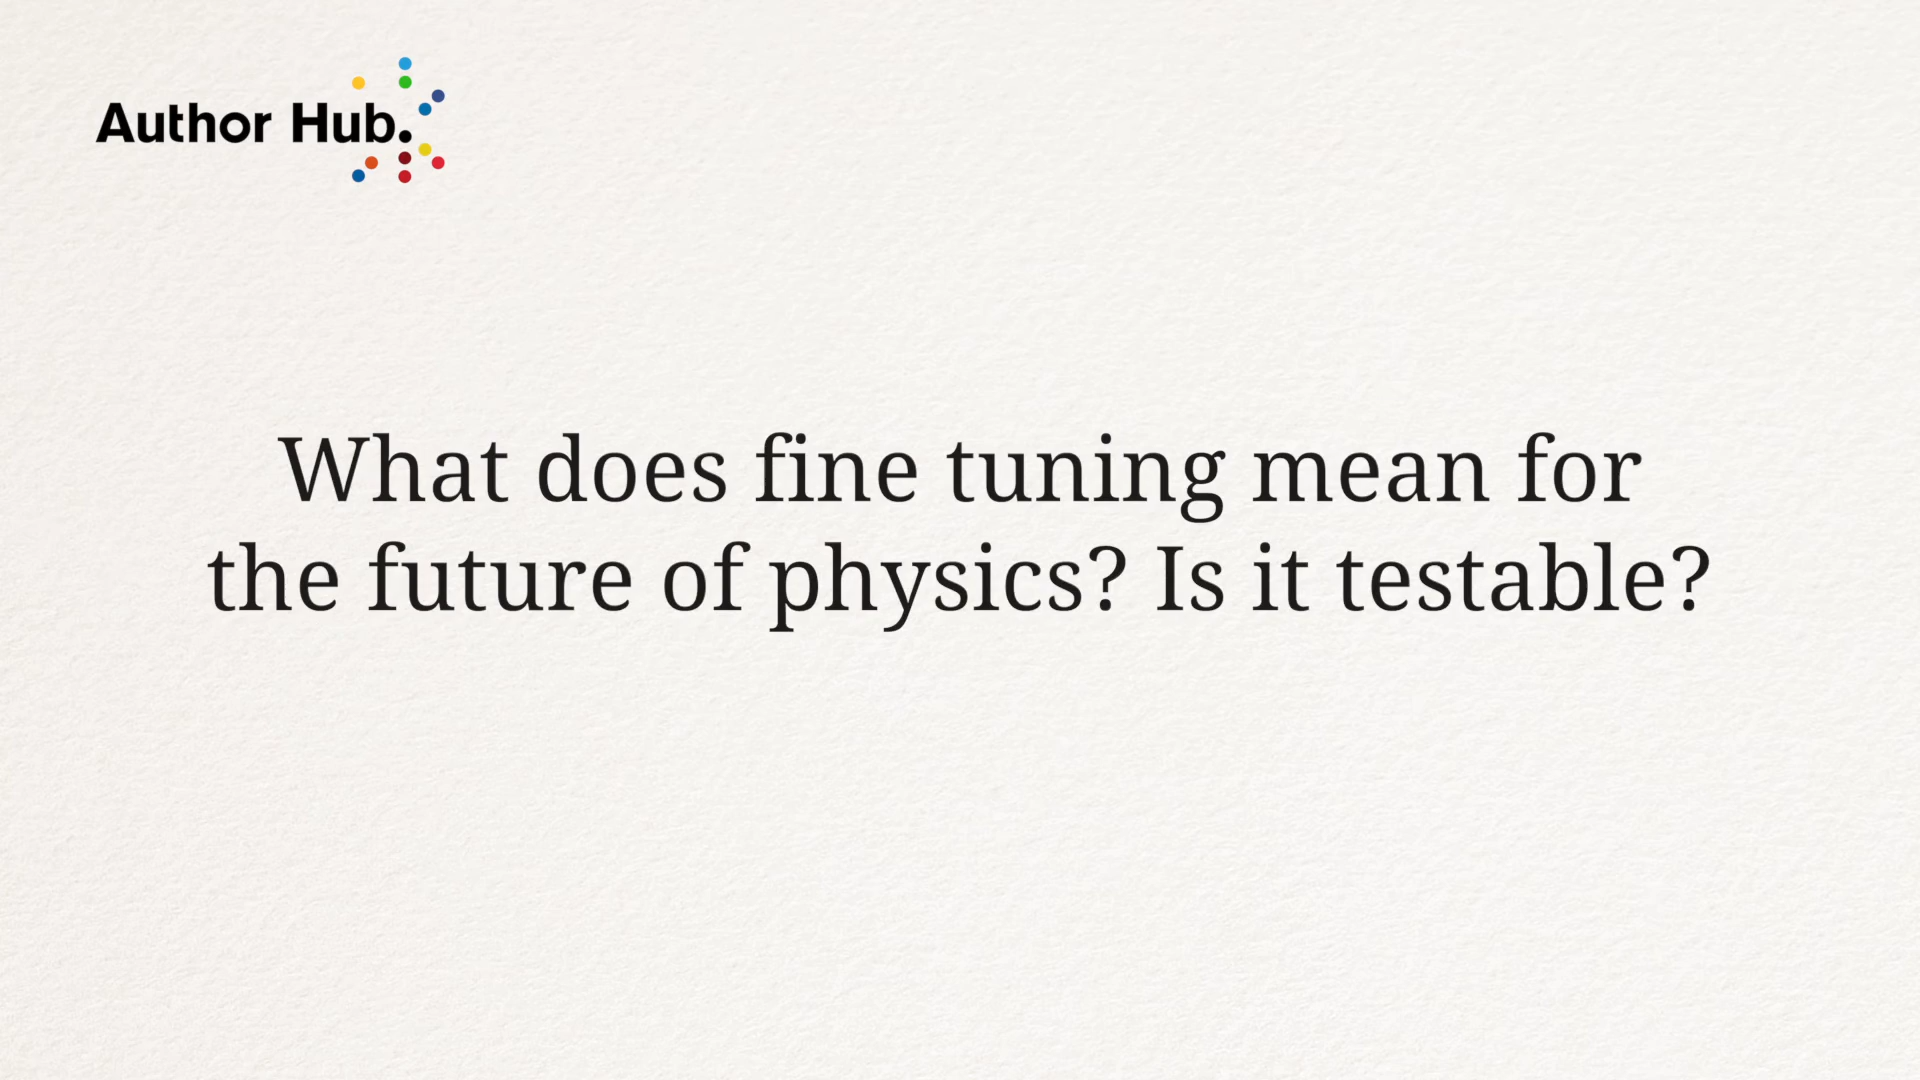 Author Hub.
What does fine tuning mean for
the future of physics? Is it testable?